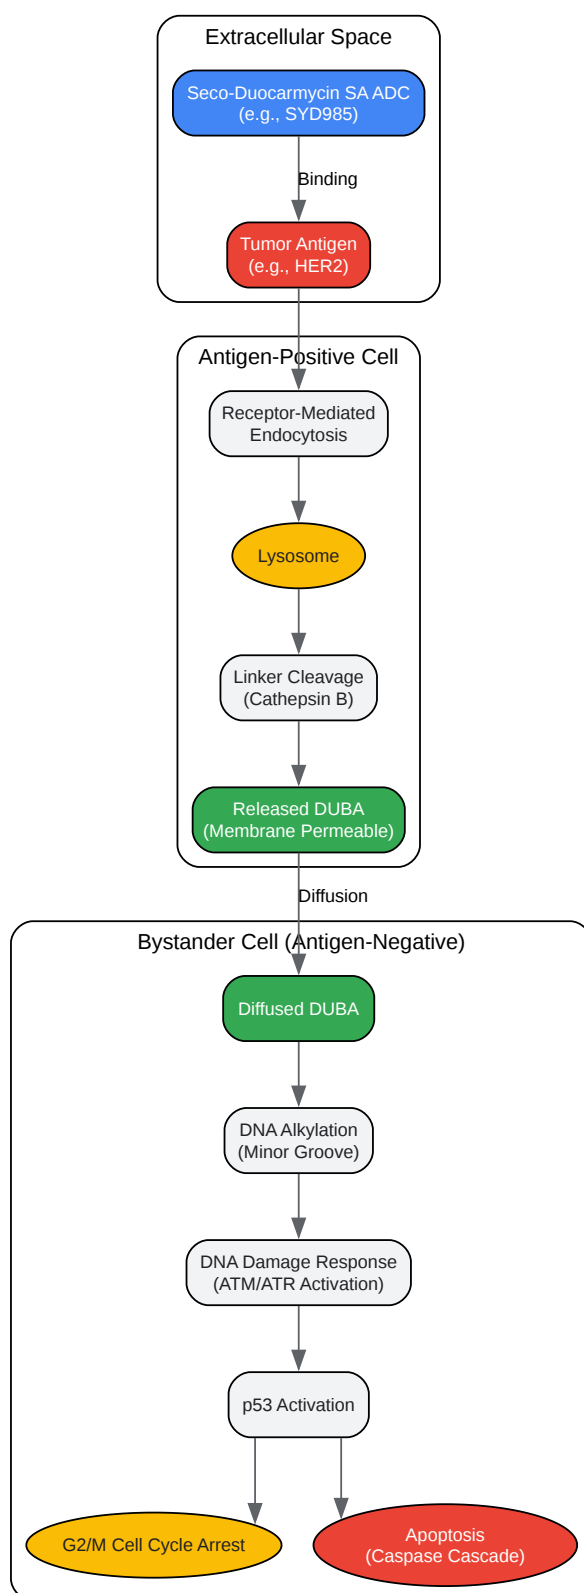 Extracellular Space
Seco-Duocarmycin SA ADC
(e.g., SYD985)
Binding
Tumor Antigen
(e.g., HER2)
Antigen-Positive Cell
Receptor-Mediated
Endocytosis
Lysosome
Linker Cleavage
(Cathepsin B)
Released DUBA
(Membrane Permeable)
Diffusion
Bystander Cell (Antigen-Negative)
Diffused DUBA
DNA Alkylation
(Minor Groove)
DNA Damage Response
(ATM/ATR Activation)
p53 Activation
G2/M Cell Cycle Arrest
Apoptosis
(Caspase Cascade)